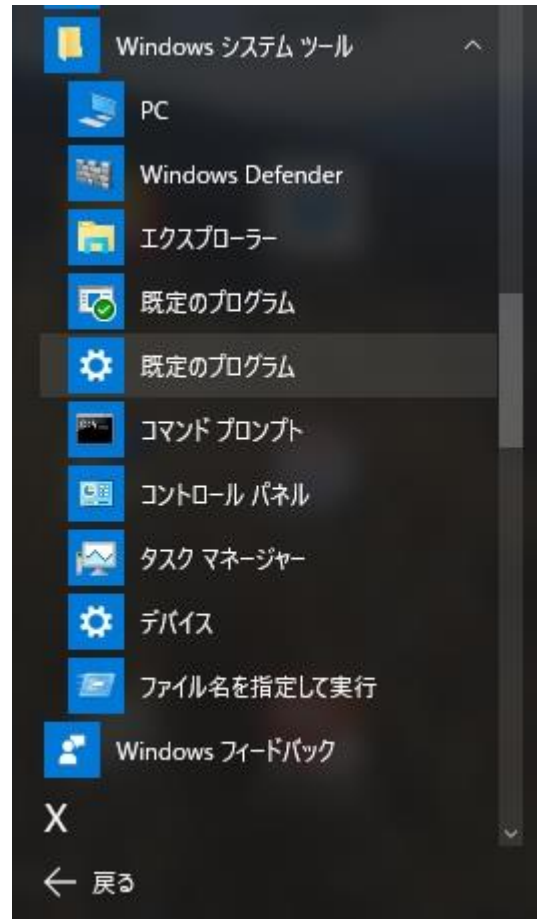 Windows システム ツール
PC
Windows Defender
エクスプローラー
既定のプログラム
既定のプログラム
コマンド プロンプト
コントロール パネル
タスク マネージャー
デバイス
ファイル名を指定して実行
Windows フィードバック
X
戻る